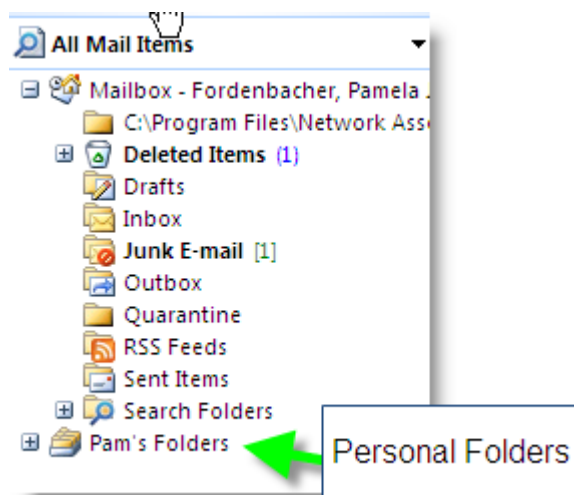 All Mail Items
Mailbox - Fordenbacher, Pamela
C:\Program Files\Network
Deleted Items (1)
Drafts
Inbox
Junk E-mail [1]
Outbox
Quarantine
RSS Feeds
Sent Items
Search Folders
Pam's Folders
Personal Folders